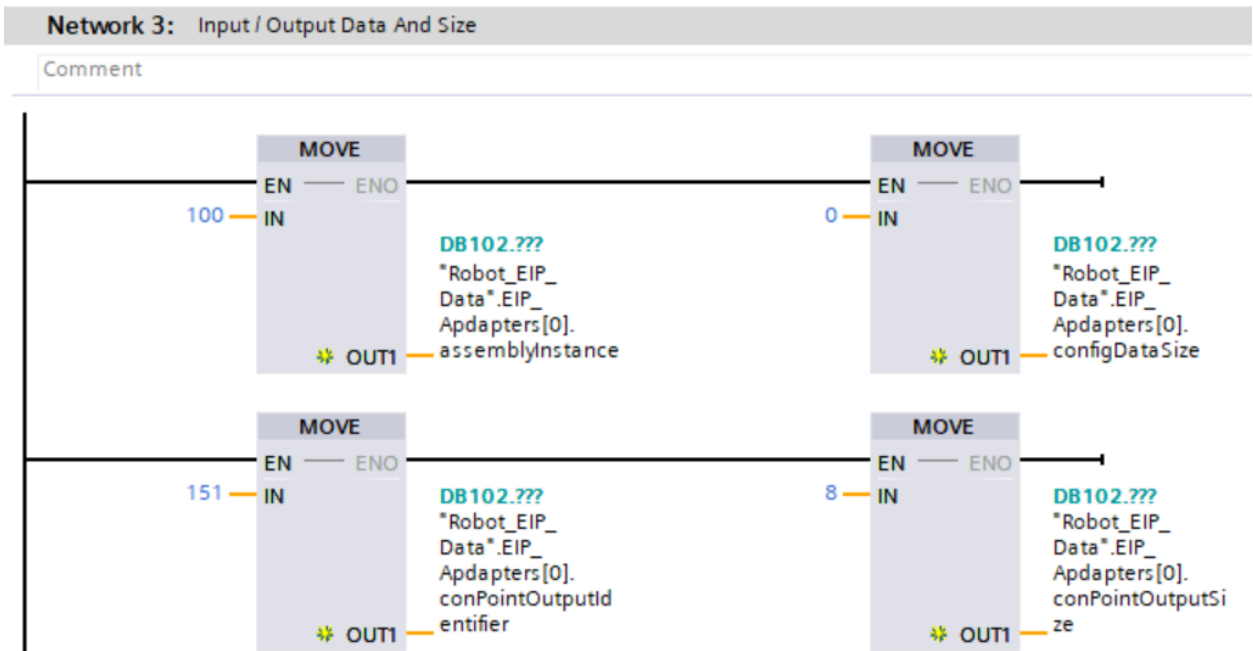 Network 3: Input / Output Data And Size
Comment
MOVE
EN ENO
100 IN
DB102.???
"Robot_EIP_
Data".EIP_
Apdapters[0].
assemblyInstance
OUT1
MOVE
EN ENO
0 IN
DB102.???
"Robot_EIP_
Data".EIP_
Apdapters[0].
configDataSize
OUT1
MOVE
EN ENO
151 IN
DB102.???
"Robot_EIP_
Data".EIP_
Apdapters[0].
conPointOutputId
entifier
OUT1
MOVE
EN ENO
8 IN
DB102.???
"Robot_EIP_
Data".EIP_
Apdapters[0].
conPointOutputSi
ze
OUT1